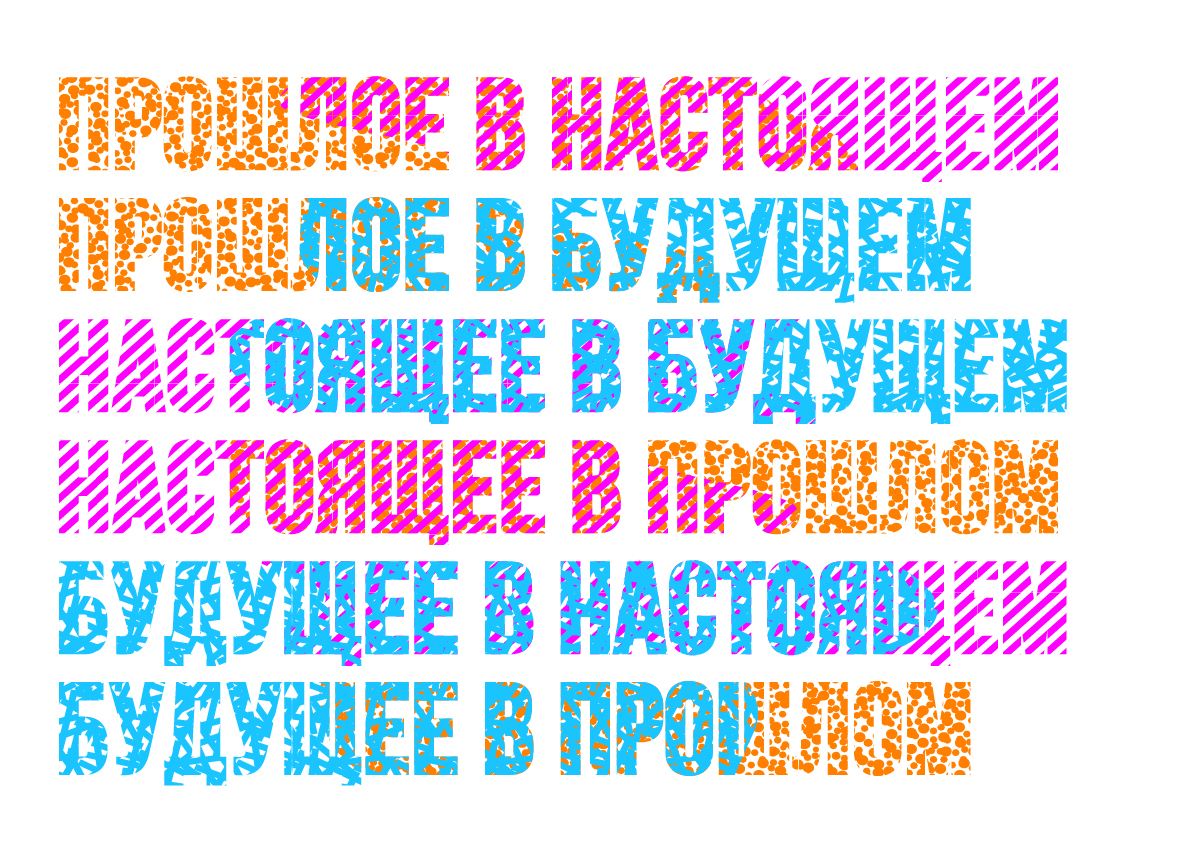 ПРОШЛОЕ В НАСТОЯЩЕМ
ПРОШЛОЕ В БУДУЩЕМ
НАСТОЯЩЕЕ В БУДУЩЕМ
НАСТОЯЩЕЕ В ПРОШЛОМ
БУДУЩЕЕ В НАСТОЯЩЕМ
БУДУЩЕЕ В ПРОШЛОМ